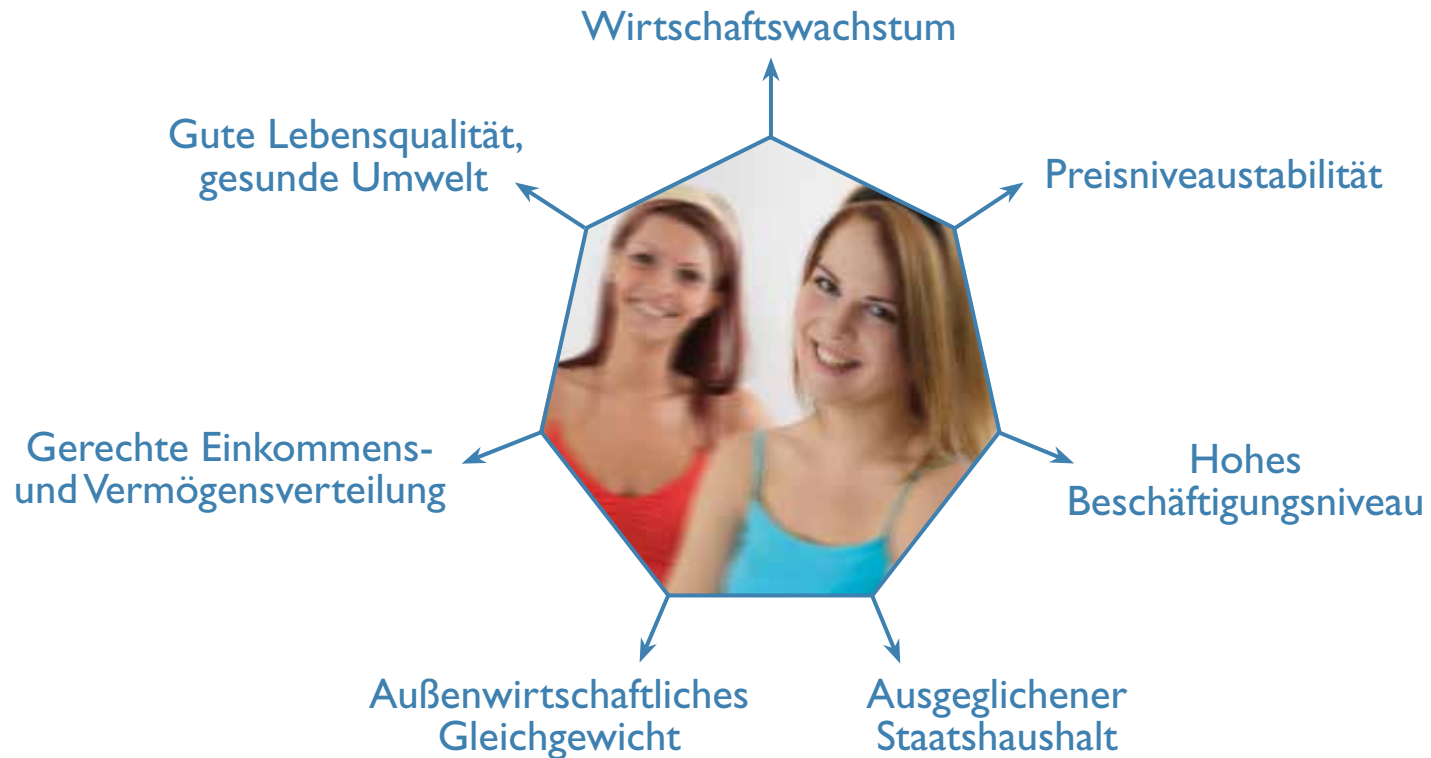 Wirtschaftswachstum
Gute Lebensqualität,
gesunde Umwelt
Preisniveaustabilität
Gerechte Einkommens-
und Vermögensverteilung
Hohes
Beschäftigungsniveau
Außenwirtschaftliches
Gleichgewicht
Ausgeglichener
Staatshaushalt